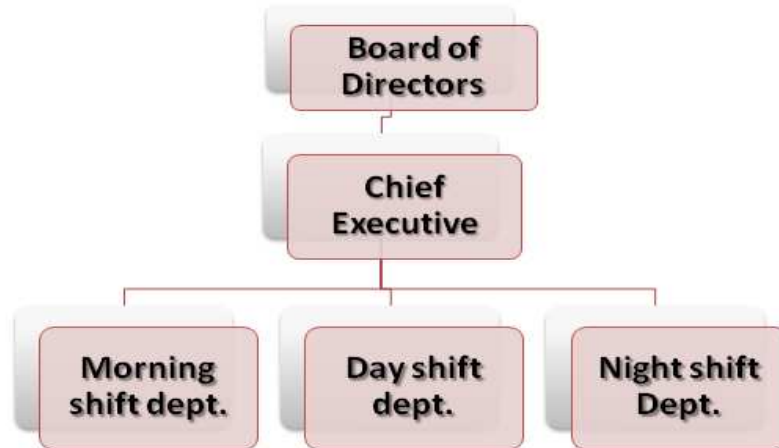 Board of
Directors
Chief
Executive
Morning
shift dept.
Day shift
dept.
Night shift
Dept.